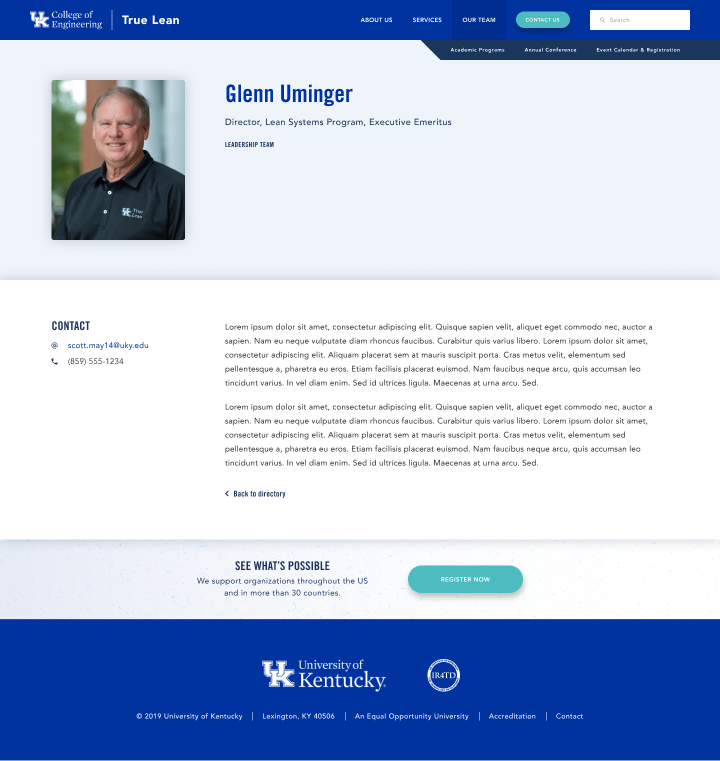 College of
Engineering
True Lean
ABOUT US
SERVICES
OUR TEAM
CONTACT US
Search
Academic Programs
Annual Conference
Event Calendar & Registration
True
Lean
Glenn Uminger
Director, Lean Systems Program, Executive Emeritus
LEADERSHIP TEAM
CONTACT
scott.may14@uky.edu
(859) 555-1234
Lorem ipsum dolor sit amet, consectetur adipiscing elit. Quisque sapien velit, aliquet eget commodo nec, auctor a
sapien. Nam eu neque vulputate diam rhoncus faucibus. Curabitur quis varius libero. Lorem ipsum dolor sit amet,
consectetur adipiscing elit. Aliquam placerat sem at mauris suscipit porta. Cras metus velit, elementum sed
pellentesque a, pharetra eu eros. Etiam facilisis placerat euismod. Nam faucibus neque arcu, quis accumsan leo
tincidunt varius. In vel diam enim. Sed id ultrices ligula. Maecenas at urna arcu. Sed.
Lorem ipsum dolor sit amet, consectetur adipiscing elit. Quisque sapien velit, aliquet eget commodo nec, auctor a
sapien. Nam eu neque vulputate diam rhoncus faucibus. Curabitur quis varius libero. Lorem ipsum dolor sit amet,
consectetur adipiscing elit. Aliquam placerat sem at mauris suscipit porta. Cras metus velit, elementum sed
pellentesque a, pharetra eu eros. Etiam facilisis placerat euismod. Nam faucibus neque arcu, quis accumsan leo
tincidunt varius. In vel diam enim. Sed id ultrices ligula. Maecenas at urna arcu. Sed.
Back to directory
SEE WHAT'S POSSIBLE
We support organizations throughout the US
and in more than 30 countries.
REGISTER NOW
UK University of
Kentucky
IR4TD
© 2019 University of Kentucky
Lexington, KY 40506
An Equal Opportunity University
Accreditation
Contact